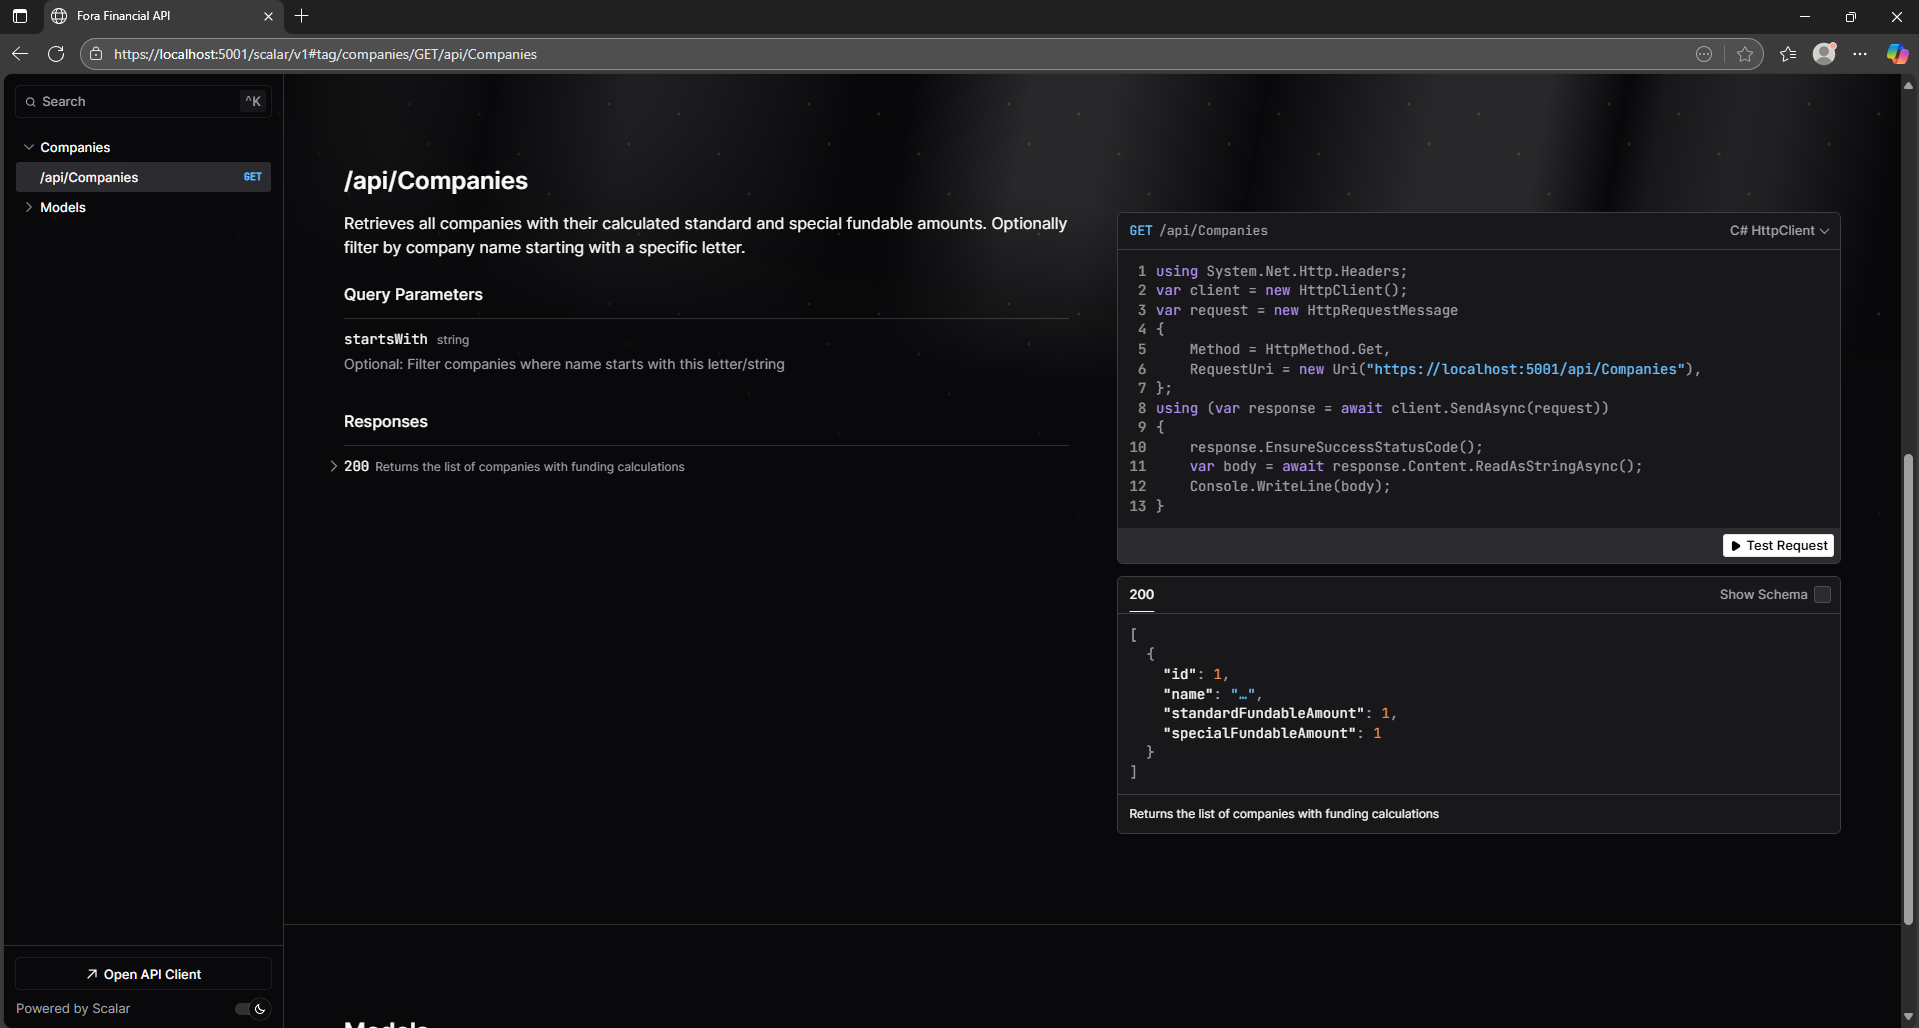 Fora Financial API
https://localhost:5001/scalar/v1#tag/companies/GET/api/Companies
Search ^K
Companies
/api/Companies GET
Models
Open API Client
Powered by Scalar
/api/Companies
Retrieves all companies with their calculated standard and special fundable amounts. Optionally
filter by company name starting with a specific letter.
Query Parameters
startsWith string
Optional: Filter companies where name starts with this letter/string
Responses
200 Returns the list of companies with funding calculations
GET /api/Companies C# HttpClient
1 using System.Net.Http.Headers;
2 var client = new HttpClient();
3 var request = new HttpRequestMessage
4 {
5     Method = HttpMethod.Get,
6     RequestUri = new Uri("https://localhost:5001/api/Companies"),
7 };
8 using (var response = await client.SendAsync(request))
9 {
10     response.EnsureSuccessStatusCode();
11     var body = await response.Content.ReadAsStringAsync();
12     Console.WriteLine(body);
13 }
Test Request
200 Show Schema
[
  {
    "id": 1,
    "name": "…",
    "standardFundableAmount": 1,
    "specialFundableAmount": 1
  }
]
Returns the list of companies with funding calculations
Models